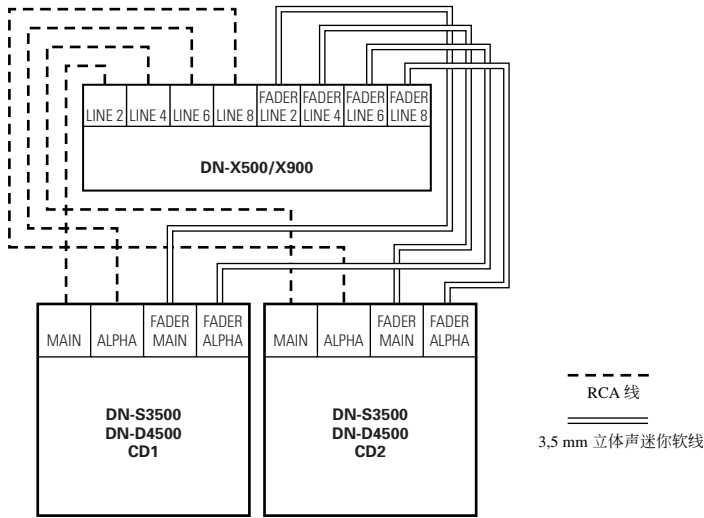 LINE 2 LINE 4 LINE 6 LINE 8 FADER LINE 2 FADER LINE 4 FADER LINE 6 FADER LINE 8
DN-X500/X900
MAIN ALPHA FADER MAIN FADER ALPHA
DN-S3500
DN-D4500
CD1
MAIN ALPHA FADER MAIN FADER ALPHA
DN-S3500
DN-D4500
CD2
RCA 线
3,5 mm 立体声迷你软线